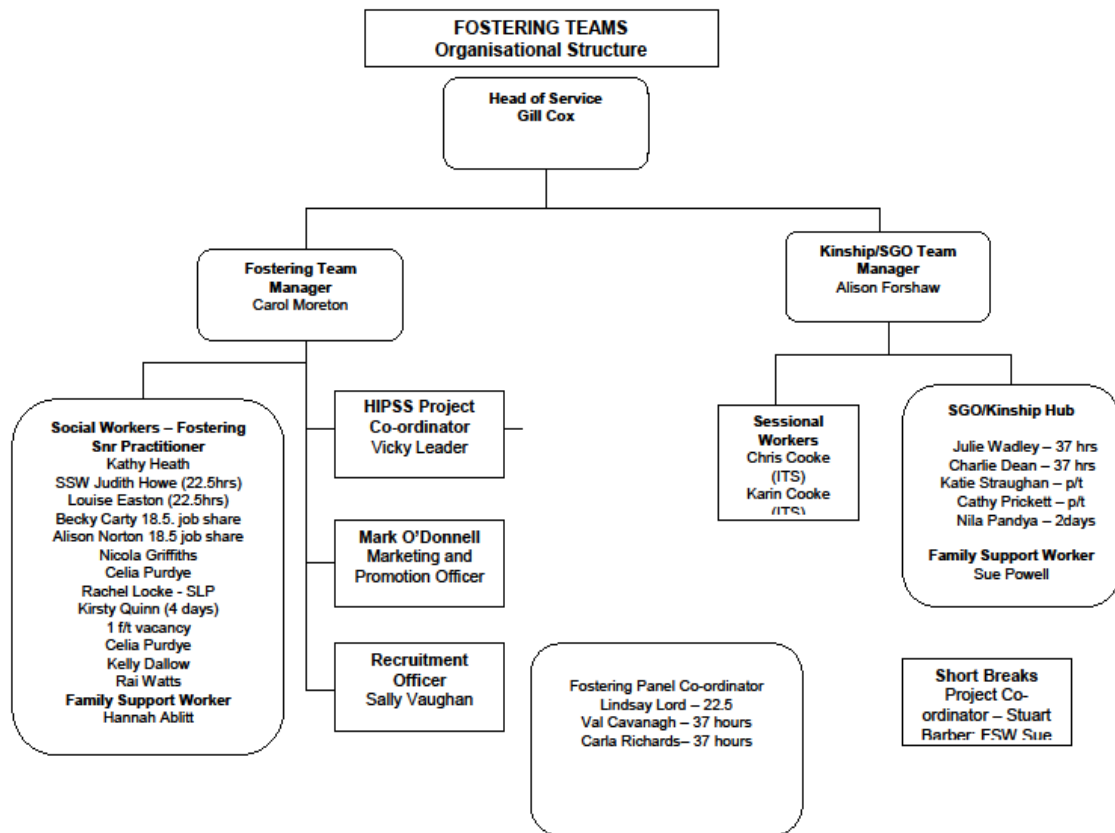 FOSTERING TEAMS
Organisational Structure
Head of Service
Gill Cox
Fostering Team
Manager
Carol Moreton
Kinship/SGO Team
Manager
Alison Forshaw
Social Workers – Fostering
Snr Practitioner
Kathy Heath
SSW Judith Howe (22.5hrs)
Louise Easton (22.5hrs)
Becky Carty 18.5. job share
Alison Norton 18.5 job share
Nicola Griffiths
Celia Purdye
Rachel Locke - SLP
Kirsty Quinn (4 days)
1 f/t vacancy
Celia Purdye
Kelly Dallow
Rai Watts
Family Support Worker
Hannah Ablitt
HIPSS Project
Co-ordinator
Vicky Leader
Mark O’Donnell
Marketing and
Promotion Officer
Recruitment
Officer
Sally Vaughan
Sessional
Workers
Chris Cooke
(ITS)
Karin Cooke
(ITS)
SGO/Kinship Hub
Julie Wadley – 37 hrs
Charlie Dean – 37 hrs
Katie Straughan – p/t
Cathy Prickett – p/t
Nila Pandya – 2days
Family Support Worker
Sue Powell
Fostering Panel Co-ordinator
Lindsay Lord – 22.5
Val Cavanagh – 37 hours
Carla Richards– 37 hours
Short Breaks
Project Co-
ordinator – Stuart
Barber: FSW Sue